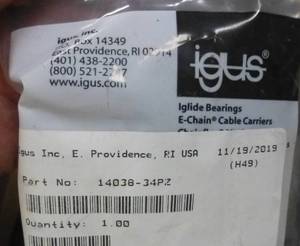 igus inc.
Box 14349
East Providence, RI 02914
(401) 438-2200
(800) 521-2747
www.igus.com
igus®
Iglide Bearings
E-Chain® Cable Carriers
igus Inc, E. Providence, RI USA
11/19/2019
(H49)
Part No: 14038-34PZ
Quantity: 1.00